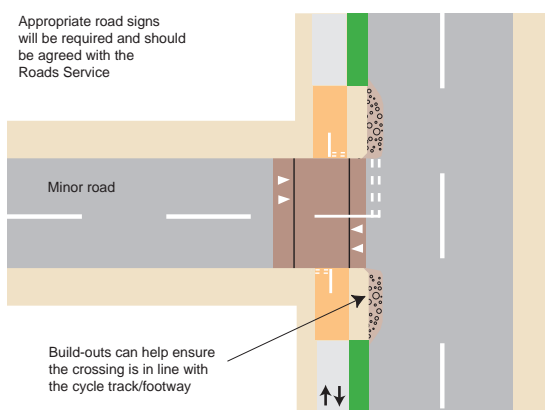 Appropriate road signs
will be required and should
be agreed with the
Roads Service
Minor road
Build-outs can help ensure
the crossing is in line with
the cycle track/footway